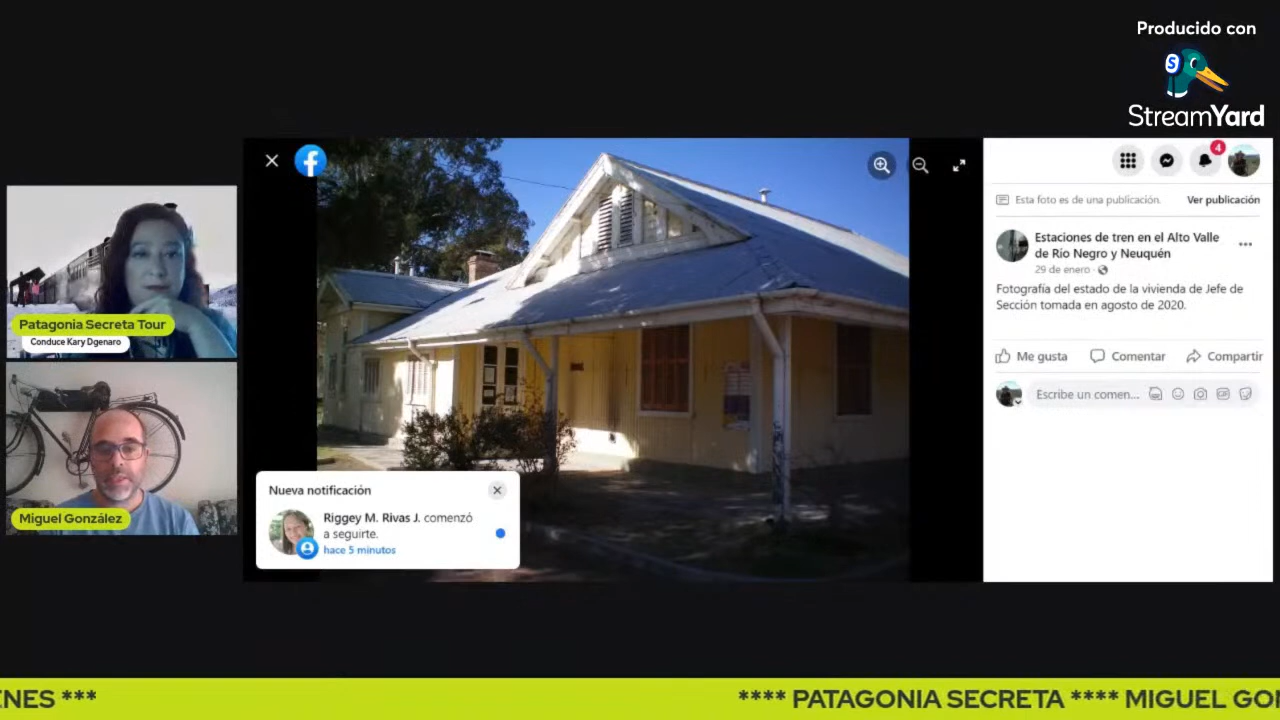 Producido con
StreamYard
Patagonia Secreta Tour
Conduce Kary Dgenaro
Miguel González
Nueva notificación
Riggey M. Rivas J. comenzó
a seguirte.
hace 5 minutos
4
Esta foto es de una publicación.
Ver publicación
Estaciones de tren en el Alto Valle
de Río Negro y Neuquén
29 de enero
Fotografía del estado de la vivienda de Jefe de
Sección tomada en agosto de 2020.
Me gusta
Comentar
Compartir
Escribe un comen...
ENES ***
**** PATAGONIA SECRETA **** MIGUEL GO